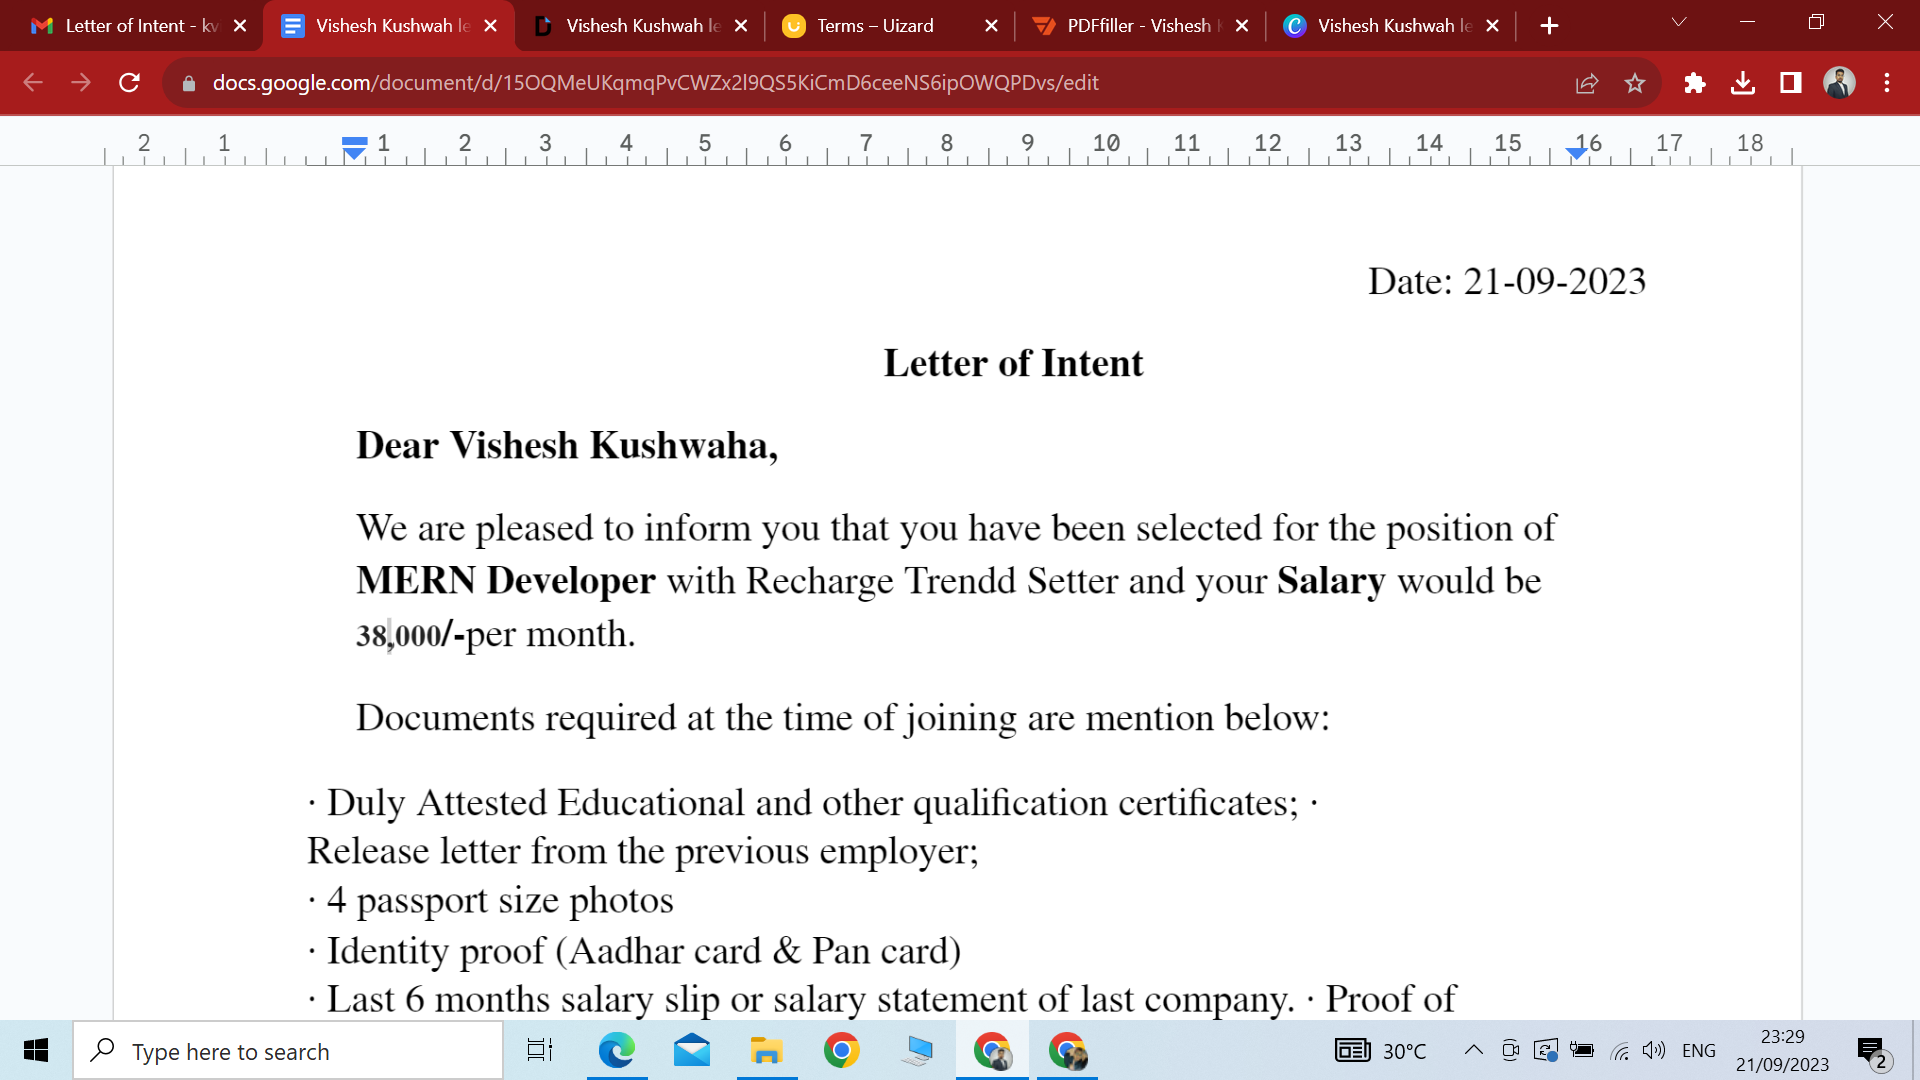 Letter of Intent - kv
Vishesh Kushwah le
Vishesh Kushwah le
Terms – Uizard
PDFfiller - Vishesh K
Vishesh Kushwah le
docs.google.com/document/d/15OQMeUKqmqPvCWZx2l9QS5KiCmD6ceeNS6ipOWQPDvs/edit
2 1 1 2 3 4 5 6 7 8 9 10 11 12 13 14 15 16 17 18
Date: 21-09-2023
Letter of Intent
Dear Vishesh Kushwaha,
We are pleased to inform you that you have been selected for the position of
MERN Developer with Recharge Trendd Setter and your Salary would be
38,000/-per month.
Documents required at the time of joining are mention below:
· Duly Attested Educational and other qualification certificates; ·
Release letter from the previous employer;
· 4 passport size photos
· Identity proof (Aadhar card & Pan card)
· Last 6 months salary slip or salary statement of last company. · Proof of
Type here to search
30°C
ENG
23:29
21/09/2023
2